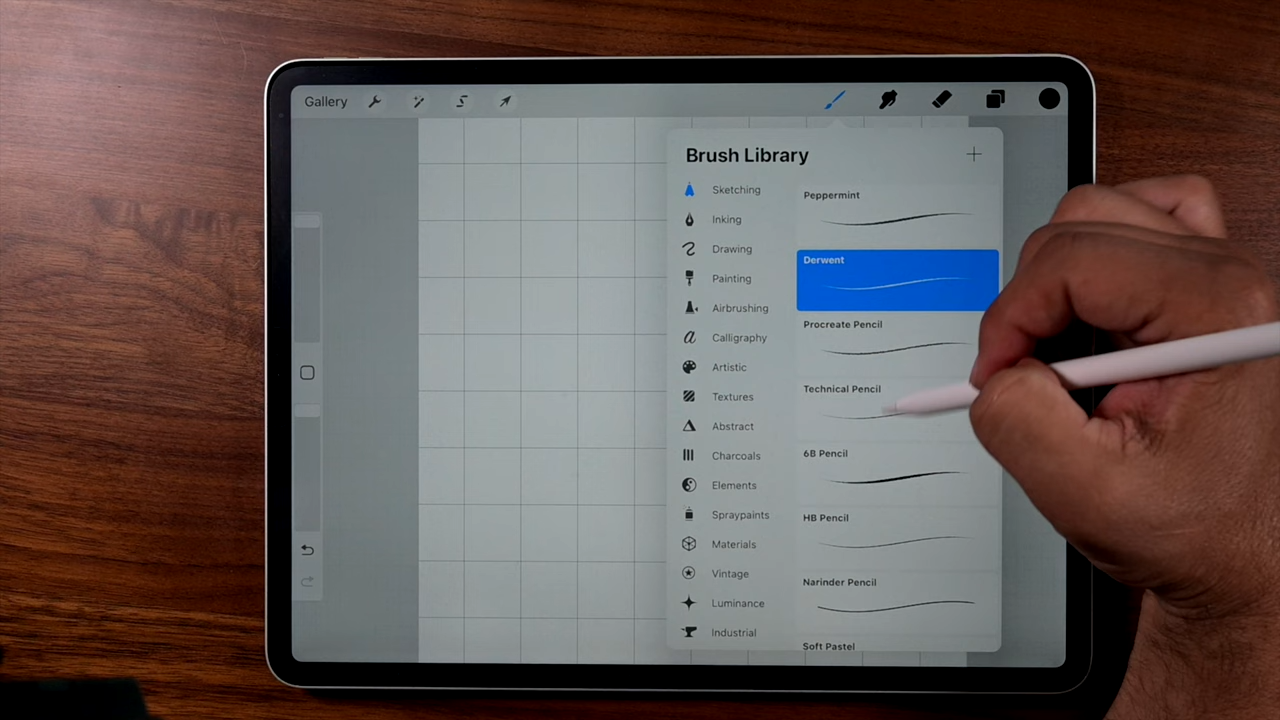 Gallery
Brush Library
Sketching
Inking
Drawing
Painting
Airbrushing
Calligraphy
Artistic
Textures
Abstract
Charcoals
Elements
Spraypaints
Materials
Vintage
Luminance
Industrial
Peppermint
Derwent
Procreate Pencil
Technical Pencil
6B Pencil
HB Pencil
Narinder Pencil
Soft Pastel